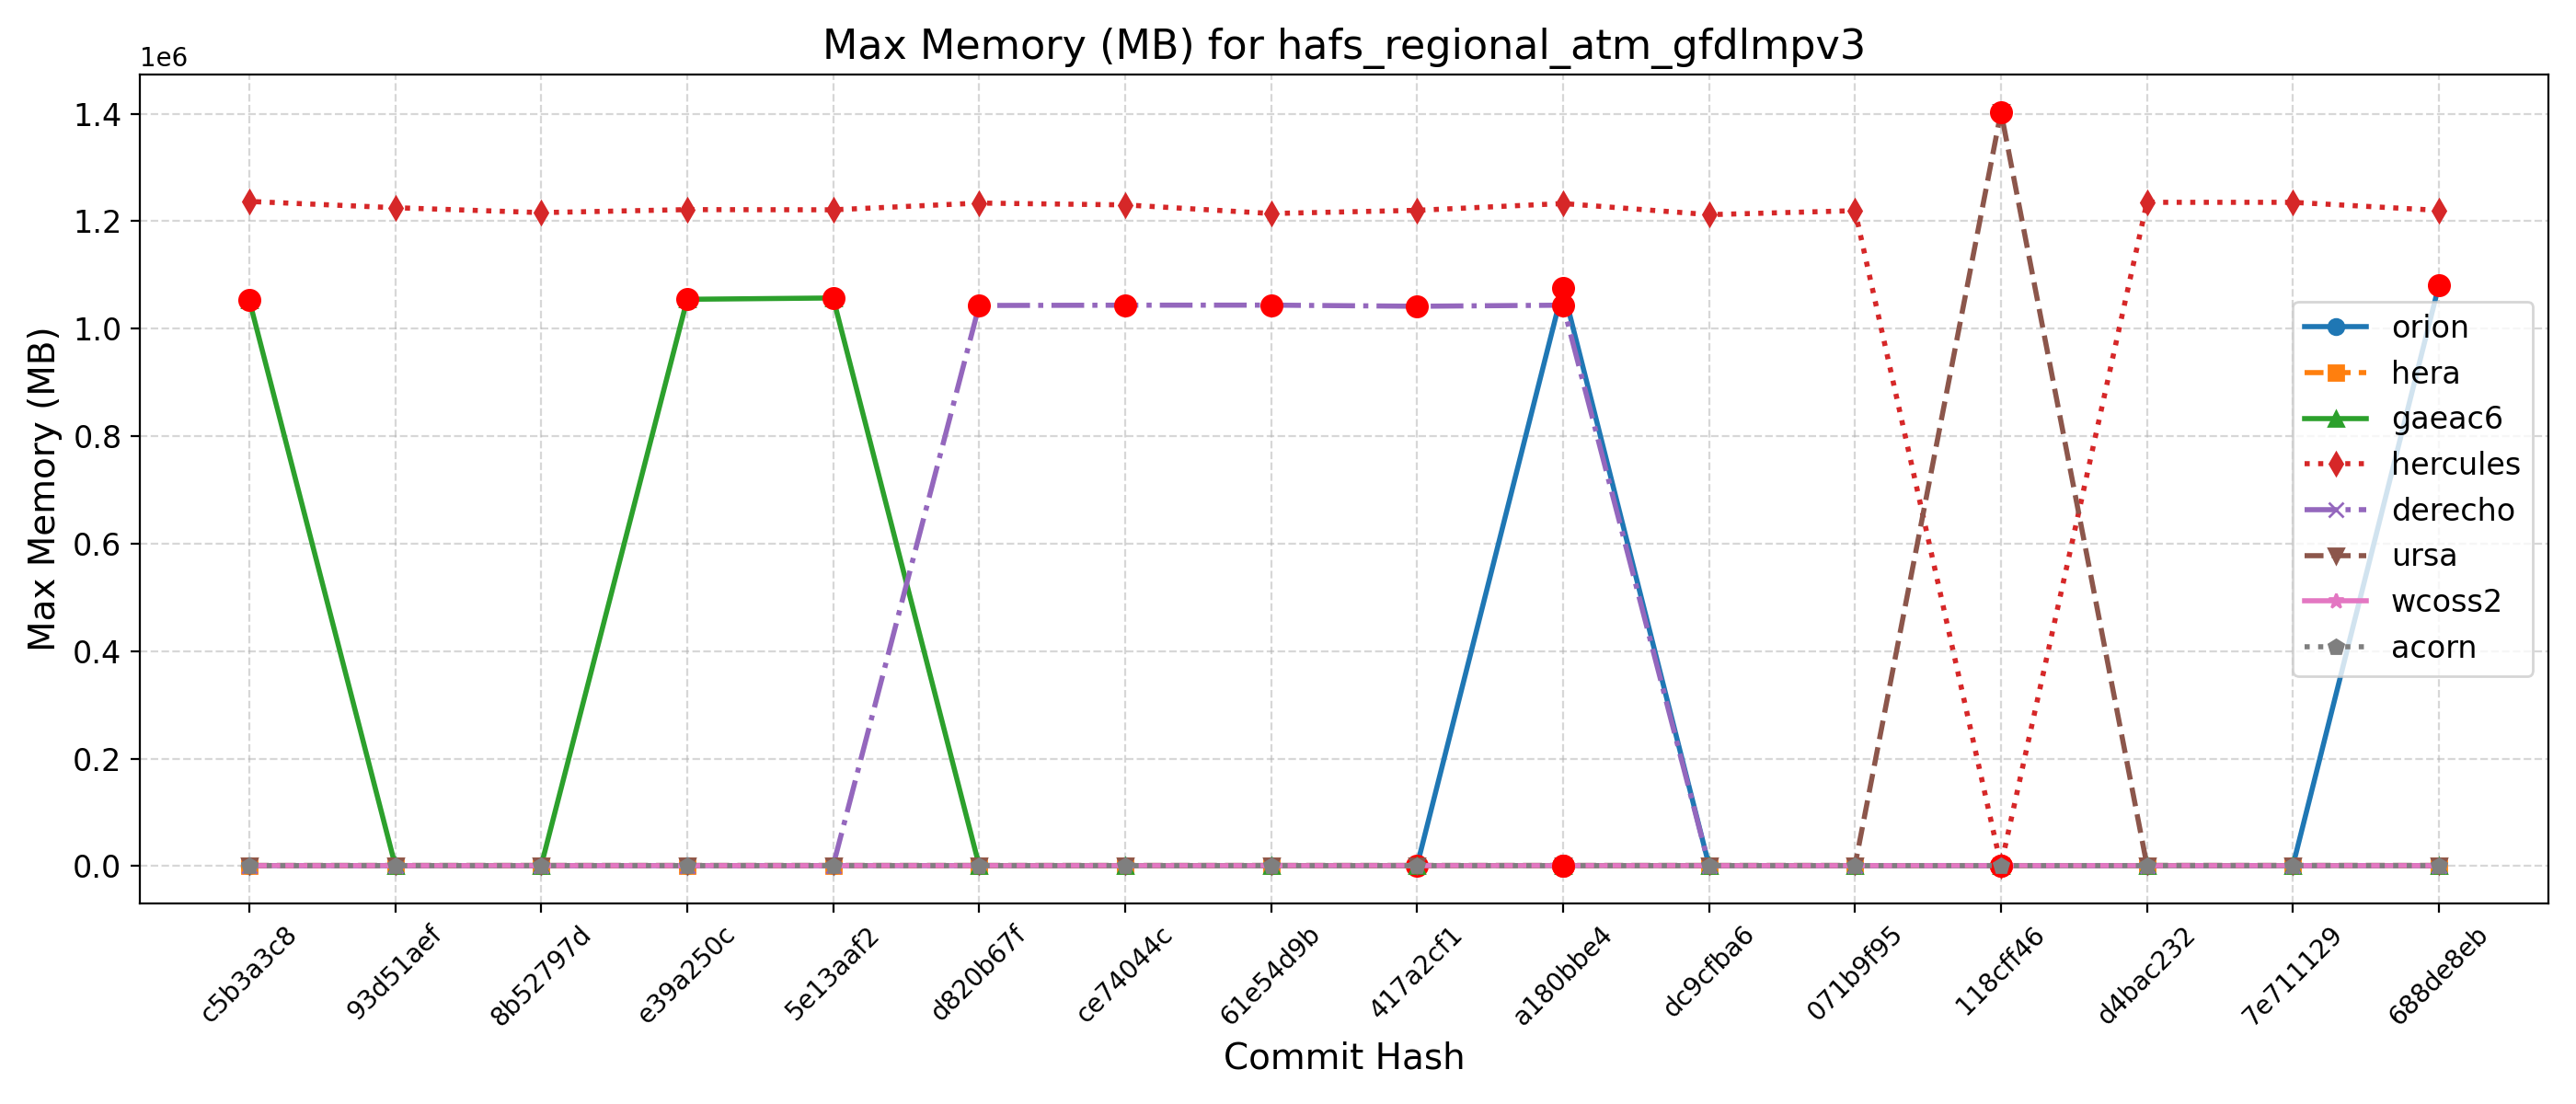 Max Memory (MB) for hafs_regional_atm_gfdlmpv3
1e6
1.4
1.2
1.0
0.8
0.6
0.4
0.2
0.0
Max Memory (MB)
orion
hera
gaeac6
hercules
derecho
ursa
wcoss2
acorn
c5b3a3c8
93d51aef
8b52797d
e39a250c
5e13aaf2
d820b67f
ce74044c
61e54d9b
417a2cf1
a180bbe4
dc9cfba6
071b9f95
118cff46
d4bac232
7e711129
688de8eb
Commit Hash